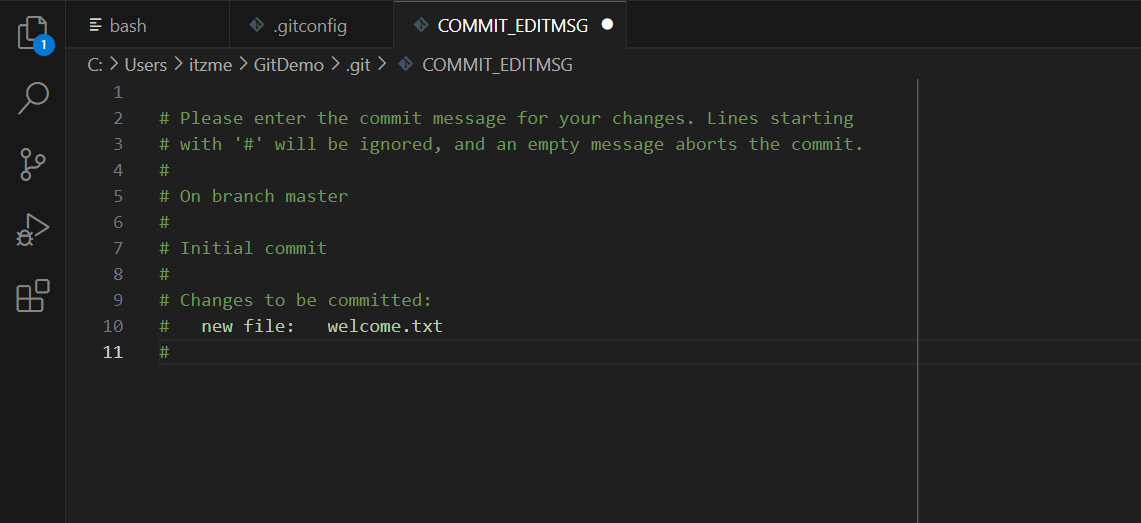 bash .gitconfig COMMIT_EDITMSG
1
C: > Users > itzme > GitDemo > .git > COMMIT_EDITMSG
1
2 # Please enter the commit message for your changes. Lines starting
3 # with '#' will be ignored, and an empty message aborts the commit.
4 #
5 # On branch master
6 #
7 # Initial commit
8 #
9 # Changes to be committed:
10 #   new file:   welcome.txt
11 #